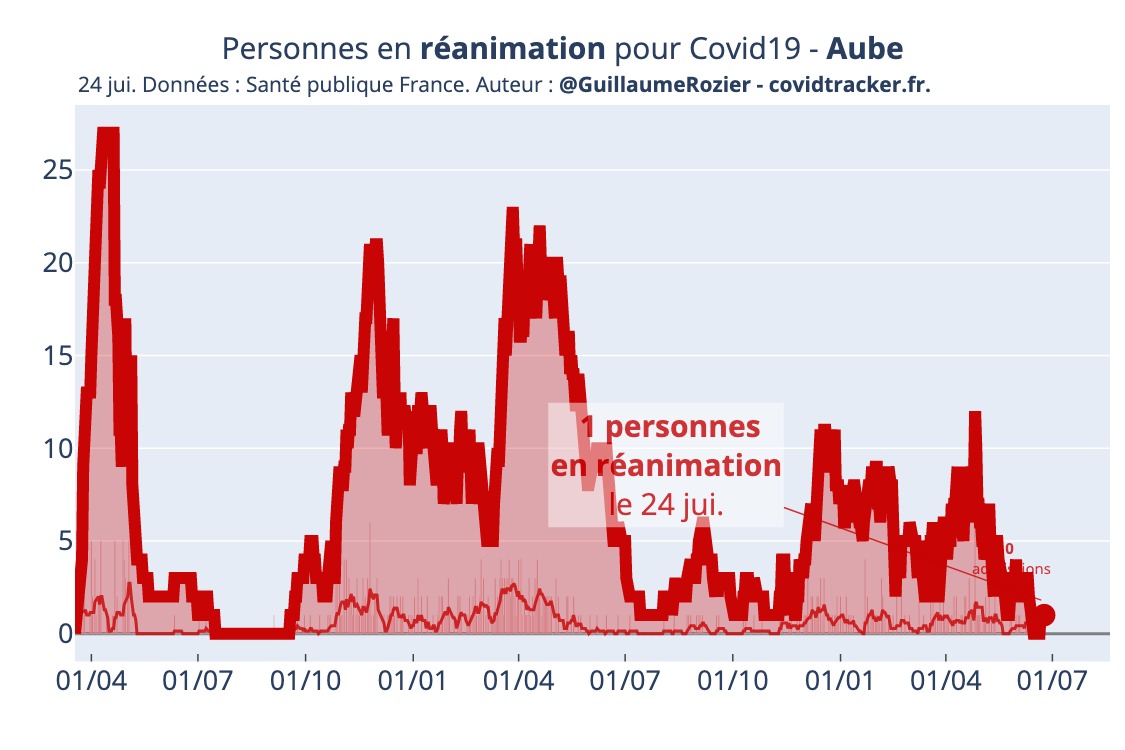 Personnes en réanimation pour Covid19 - Aube
24 jui. Données : Santé publique France. Auteur : @GuillaumeRozier - covidtracker.fr.
25
20
15
10
5
0
1 personnes
en réanimation
le 24 jui.
0
admissions
01/04 01/07 01/10 01/01 01/04 01/07 01/10 01/01 01/04 01/07